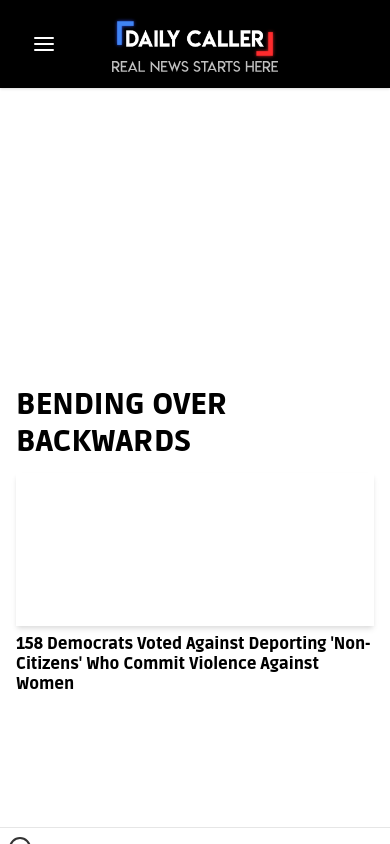 DAILY CALLER
REAL NEWS STARTS HERE
BENDING OVER
BACKWARDS
158 Democrats Voted Against Deporting 'Non-
Citizens' Who Commit Violence Against
Women